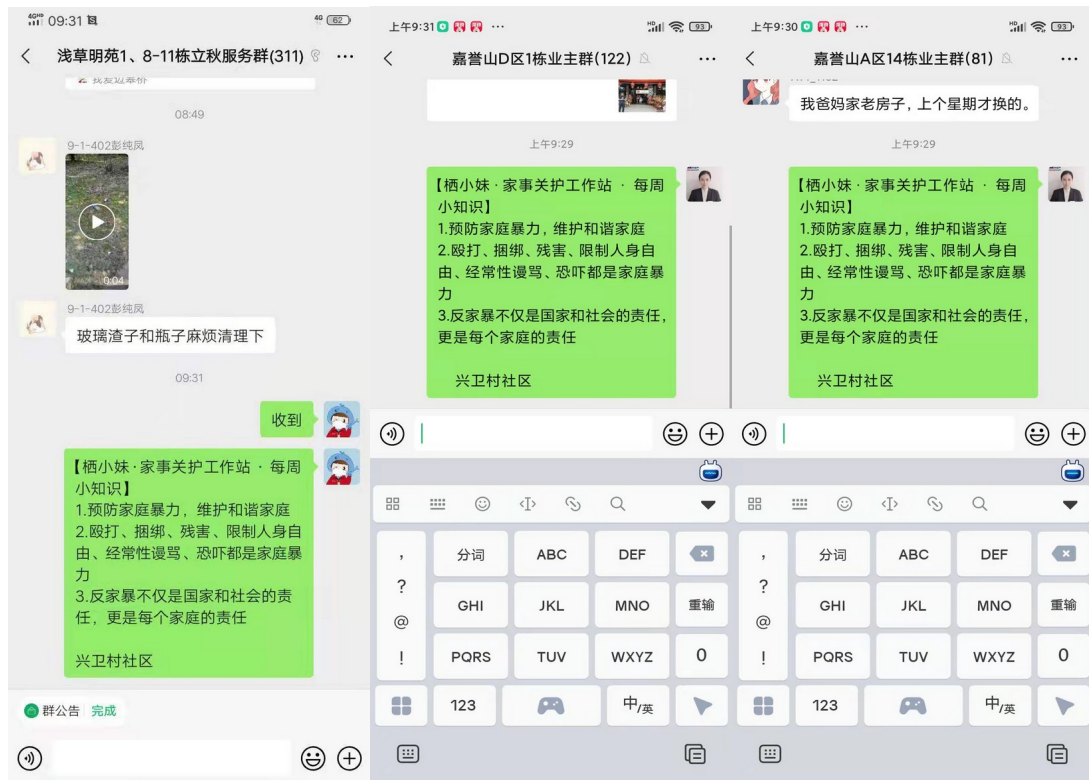 09:31
4G
62
浅草明苑1、8-11栋立秋服务群(311)
08:49
9-1-402彭纯凤
0:04
9-1-402彭纯凤
玻璃渣子和瓶子麻烦清理下
09:31
收到
【栖小妹·家事关护工作站 · 每周
小知识】
1.预防家庭暴力，维护和谐家庭
2.殴打、捆绑、残害、限制人身自
由、经常性谩骂、恐吓都是家庭暴
力
3.反家暴不仅是国家和社会的责
任，更是每个家庭的责任
兴卫村社区
群公告 完成
上午9:31
93
嘉誉山D区1栋业主群(122)
上午9:29
【栖小妹·家事关护工作站 · 每周
小知识】
1.预防家庭暴力，维护和谐家庭
2.殴打、捆绑、残害、限制人身自
由、经常性谩骂、恐吓都是家庭暴
力
3.反家暴不仅是国家和社会的责任，
更是每个家庭的责任
兴卫村社区
， 分词 ABC DEF
?
GHI JKL MNO 重输
@
! PQRS TUV WXYZ 0
123 中/英
上午9:30
93
嘉誉山A区14栋业主群(81)
我爸妈家老房子，上个星期才换的。
上午9:29
【栖小妹·家事关护工作站 · 每周
小知识】
1.预防家庭暴力，维护和谐家庭
2.殴打、捆绑、残害、限制人身自
由、经常性谩骂、恐吓都是家庭暴
力
3.反家暴不仅是国家和社会的责任，
更是每个家庭的责任
兴卫村社区
， 分词 ABC DEF
?
GHI JKL MNO 重输
@
! PQRS TUV WXYZ 0
123 中/英